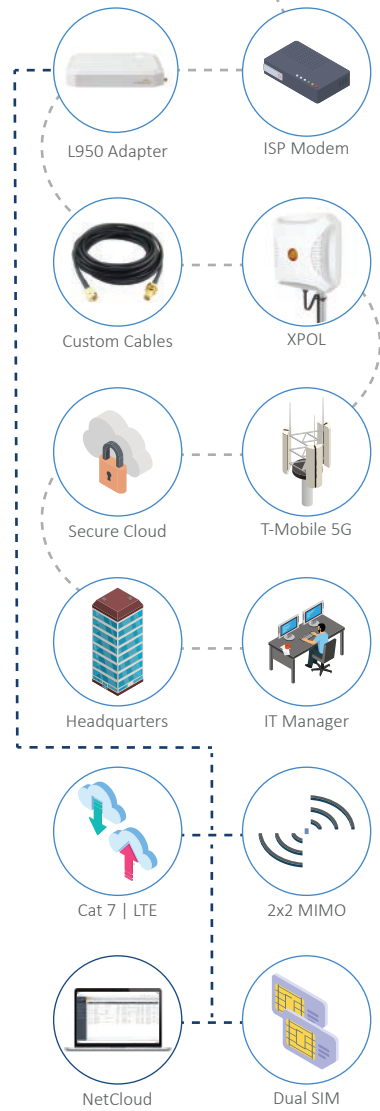 L950 Adapter
ISP Modem
Custom Cables
XPOL
Secure Cloud
T-Mobile 5G
Headquarters
IT Manager
Cat 7 | LTE
2x2 MIMO
NetCloud
Dual SIM